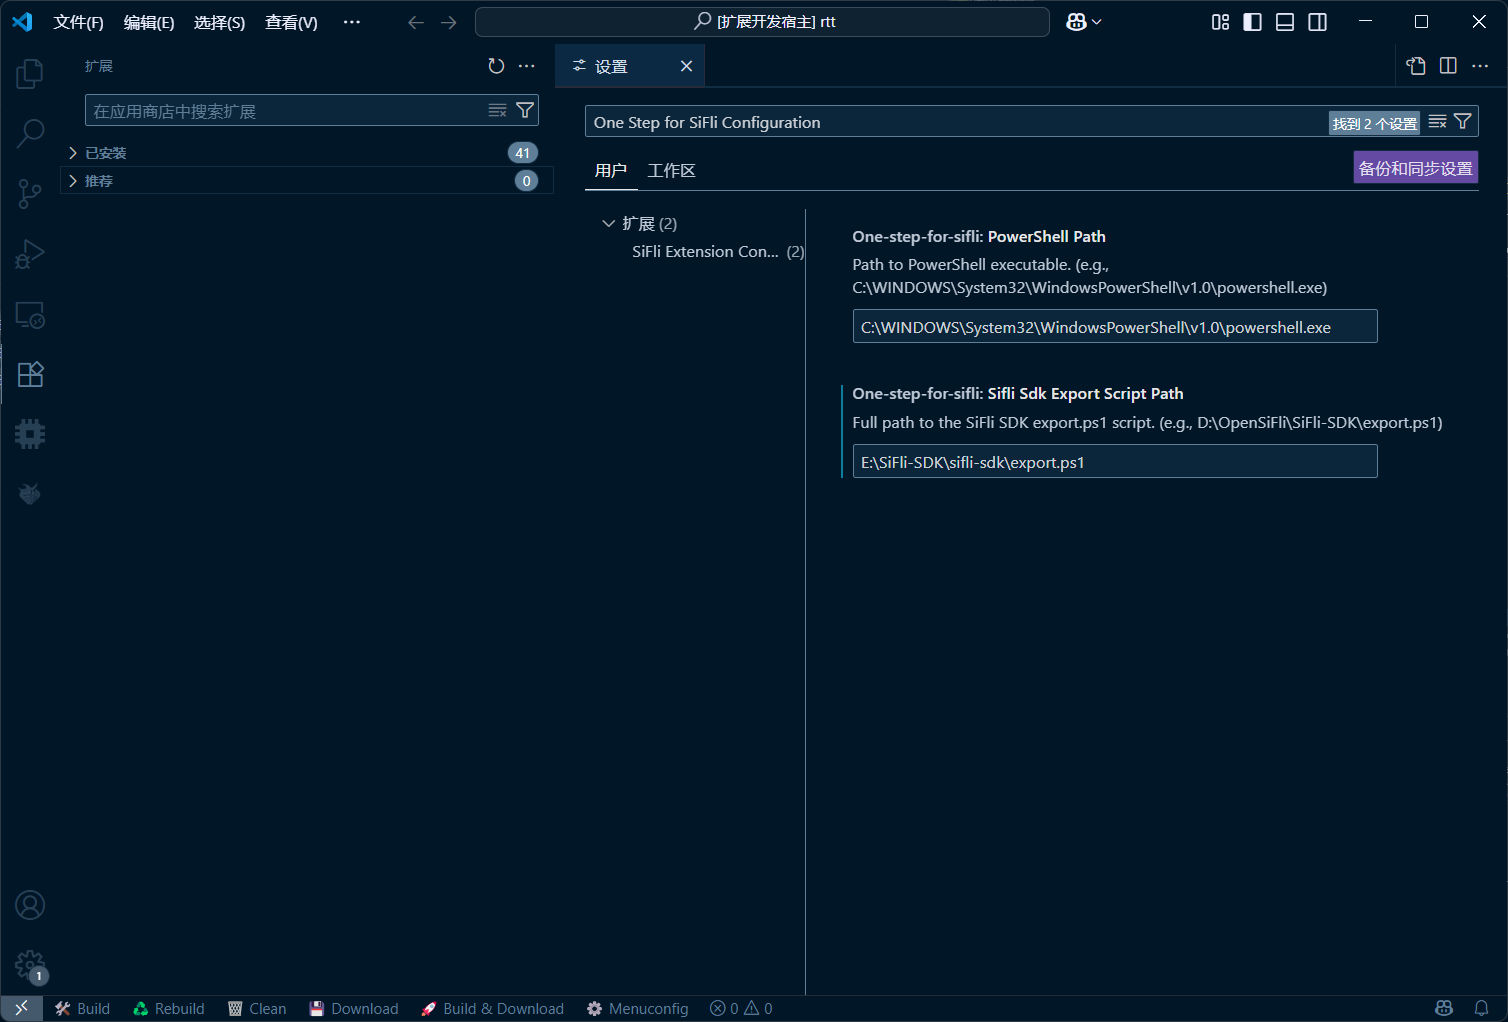 文件(F) 编辑(E) 选择(S) 查看(V) ··· [扩展开发宿主] rtt
扩展
设置
在应用商店中搜索扩展
One Step for SiFli Configuration 找到 2 个设置
已安装 41
推荐 0
用户 工作区 备份和同步设置
扩展 (2)
SiFli Extension Con... (2)
One-step-for-sifli: PowerShell Path
Path to PowerShell executable. (e.g.,
C:\WINDOWS\System32\WindowsPowerShell\v1.0\powershell.exe)
C:\WINDOWS\System32\WindowsPowerShell\v1.0\powershell.exe
One-step-for-sifli: Sifli Sdk Export Script Path
Full path to the SiFli SDK export.ps1 script. (e.g., D:\OpenSiFli\SiFli-SDK\export.ps1)
E:\SiFli-SDK\sifli-sdk\export.ps1
1
Build Rebuild Clean Download Build & Download Menuconfig 0 0